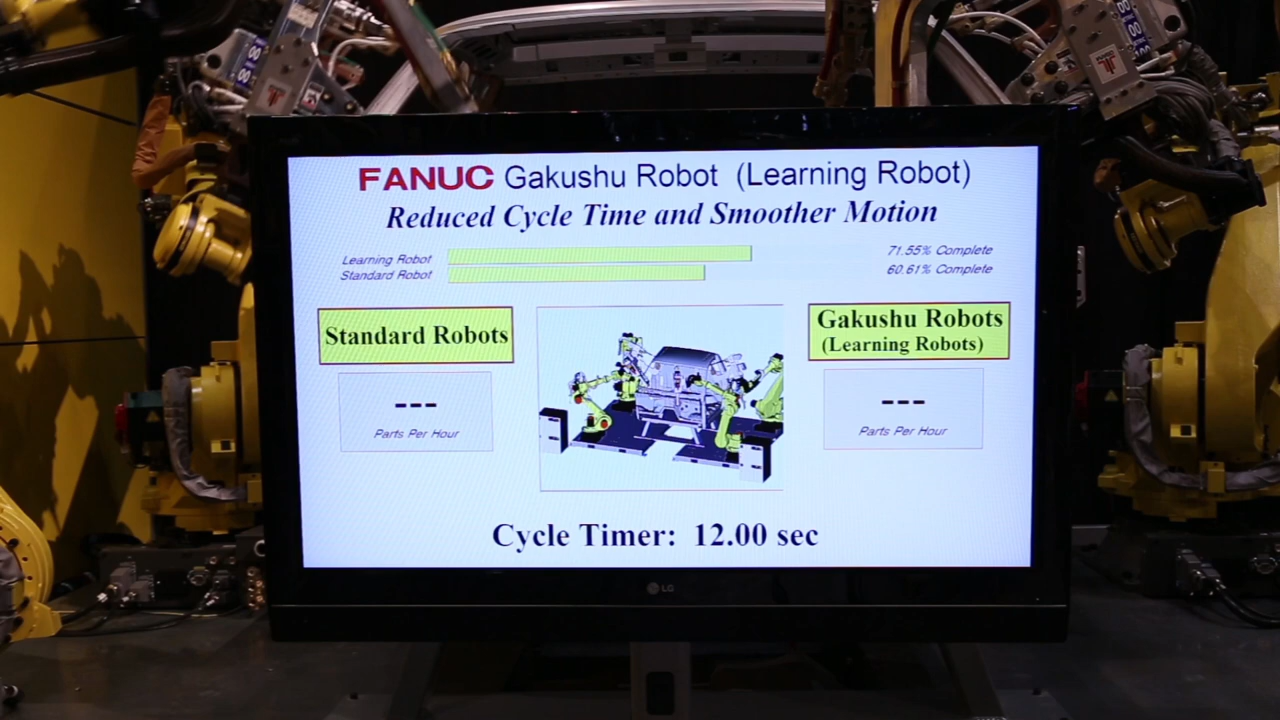 FANUC Gakushu Robot (Learning Robot)
Reduced Cycle Time and Smoother Motion
Learning Robot 71.55% Complete
Standard Robot 60.61% Complete
Standard Robots
Gakushu Robots
(Learning Robots)
---
Parts Per Hour
---
Parts Per Hour
Cycle Timer: 12.00 sec
LG